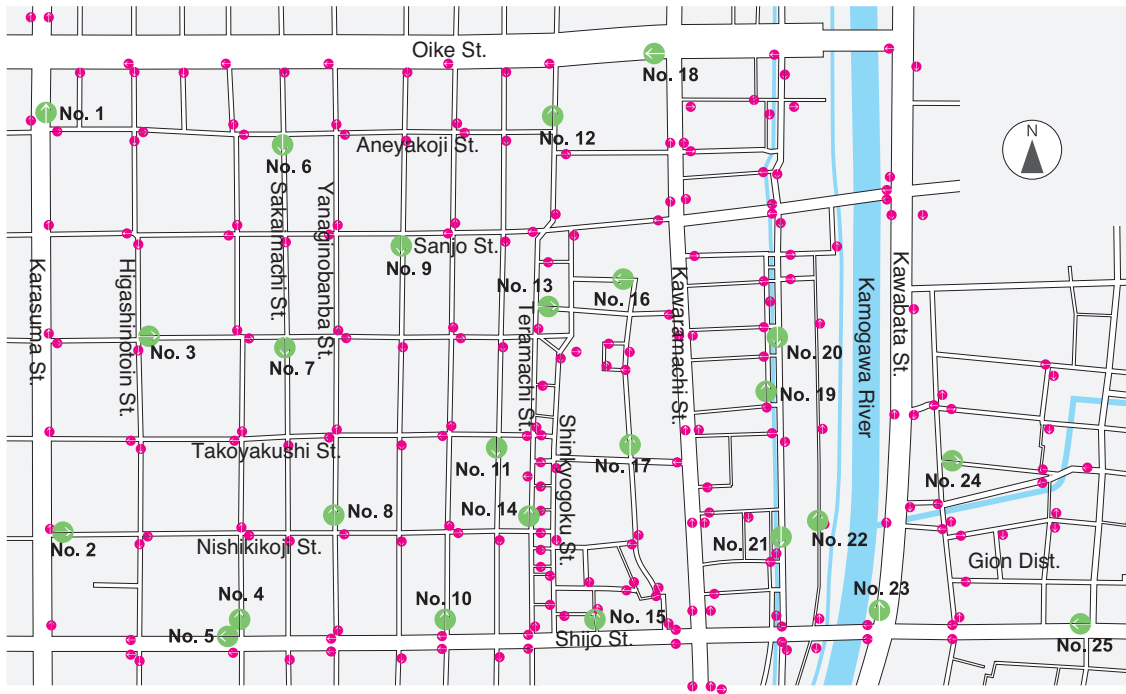 Oike St.
No. 18
No. 1
No. 12
N
Aneyakoji St.
No. 6
Sakaimachi St.
Yanaginobanba St.
Sanjo St.
No. 9
Karasuma St.
Higashinotoin St.
No. 13
No. 16
Teramachi St.
Kawaramachi St.
Kamogawa River
Kawabata St.
No. 3
No. 7
No. 20
No. 19
Shinkyogoku St.
Takoyakushi St.
No. 11
No. 17
No. 24
No. 8
No. 14
No. 2
Nishikikoji St.
No. 21
No. 22
Gion Dist.
No. 4
No. 10
No. 15
No. 23
No. 5
Shijo St.
No. 25